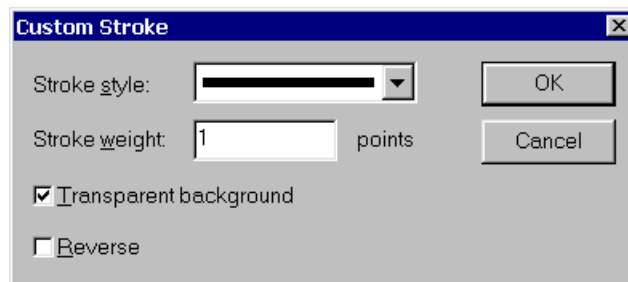 Custom Stroke
Stroke style:
OK
Stroke weight: 1 points
Cancel
Transparent background
Reverse